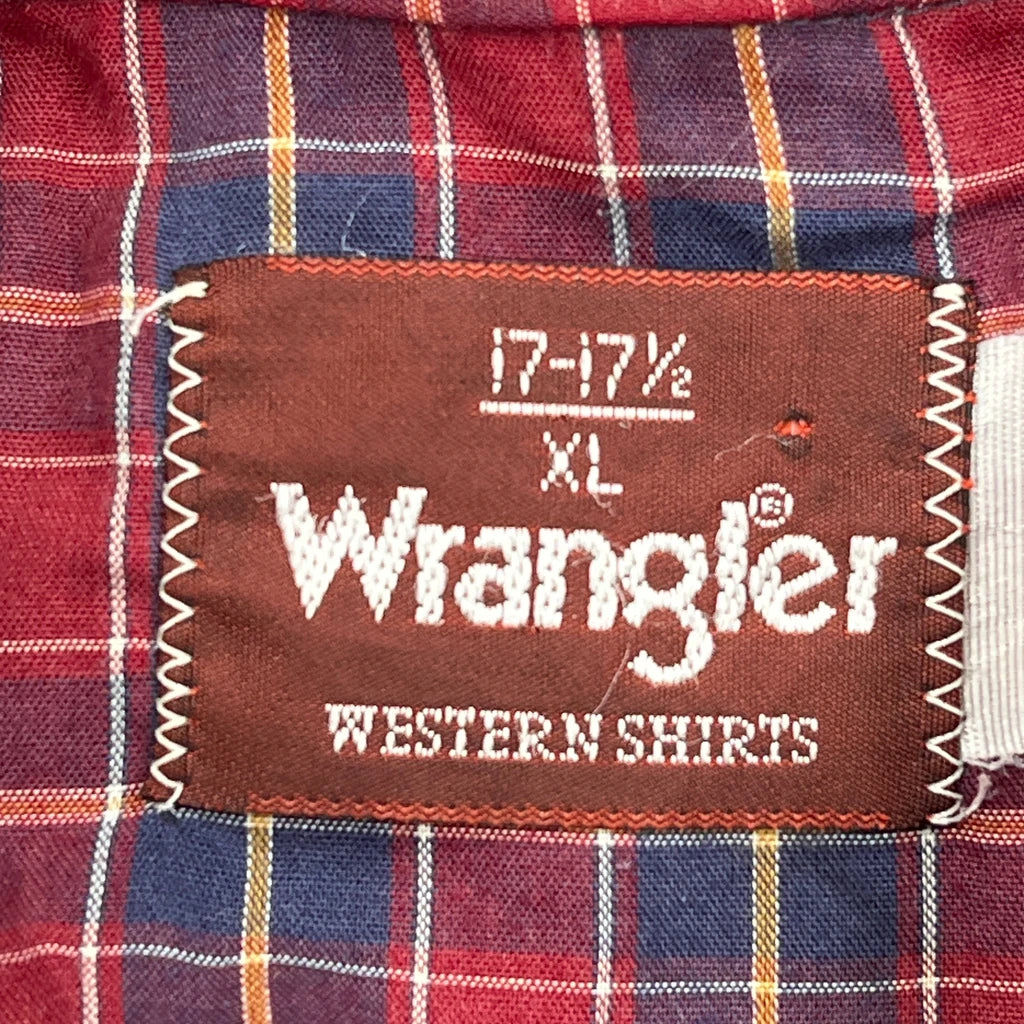 17-17½
XL
Wrangler®
WESTERN SHIRTS